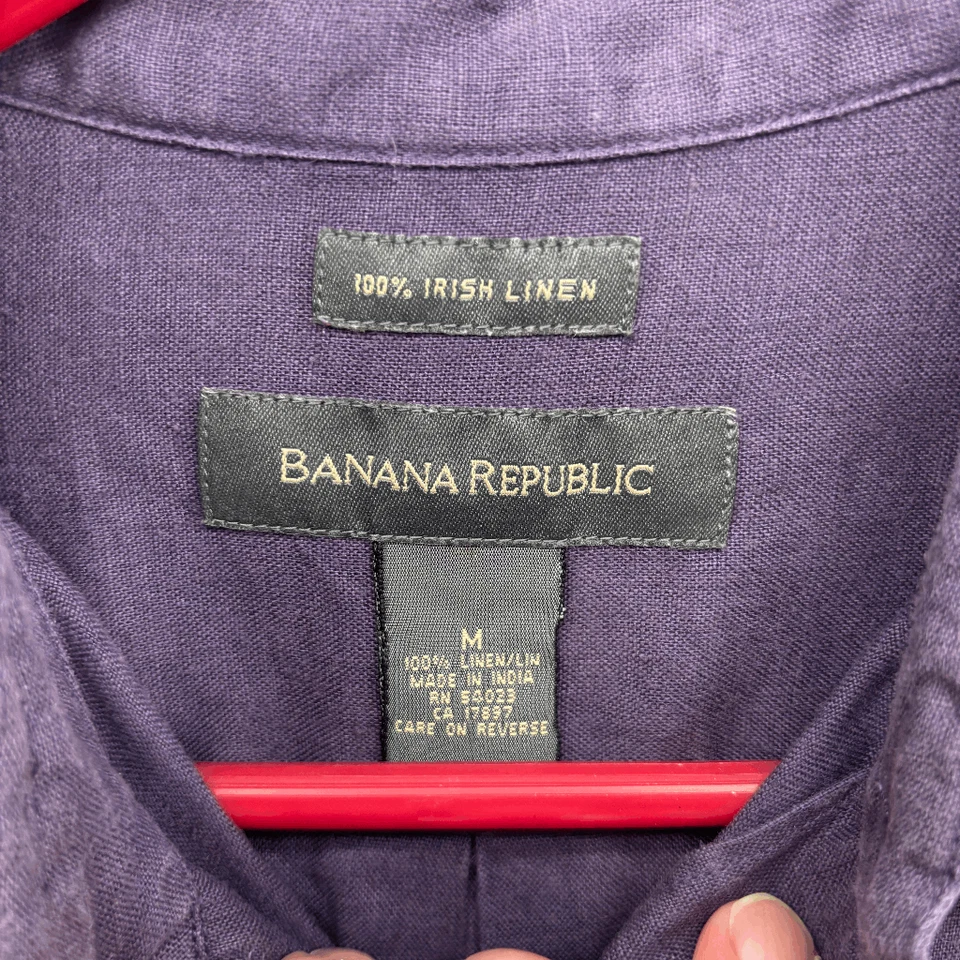 100% IRISH LINEN
BANANA REPUBLIC
M
100% LINEN/LIN
MADE IN INDIA
RN 54023
CA 17897
CARE ON REVERSE